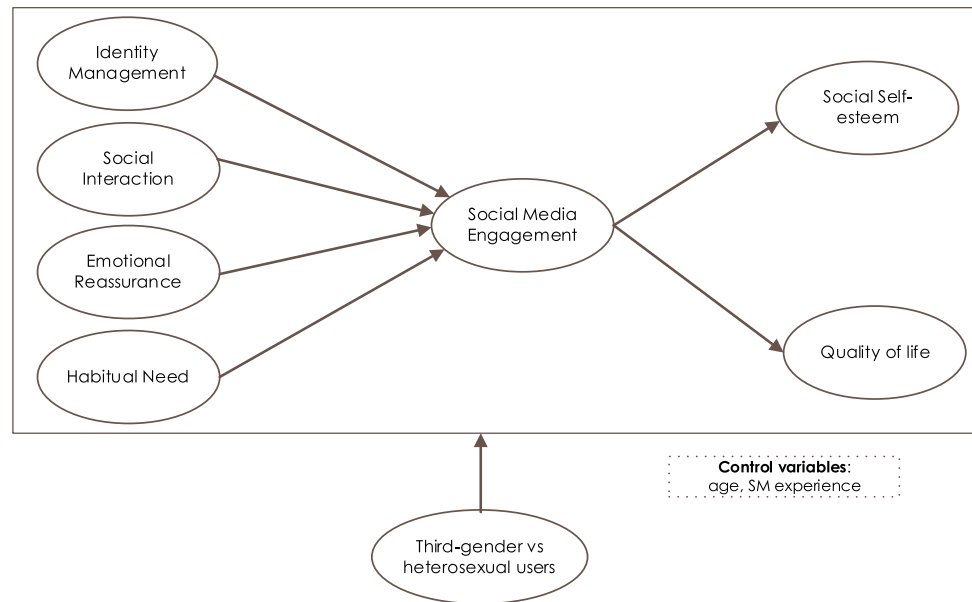 Identity
Management
Social
Interaction
Emotional
Reassurance
Habitual Need
Social Media
Engagement
Social Self-
esteem
Quality of life
Control variables:
age, SM experience
Third-gender vs
heterosexual users